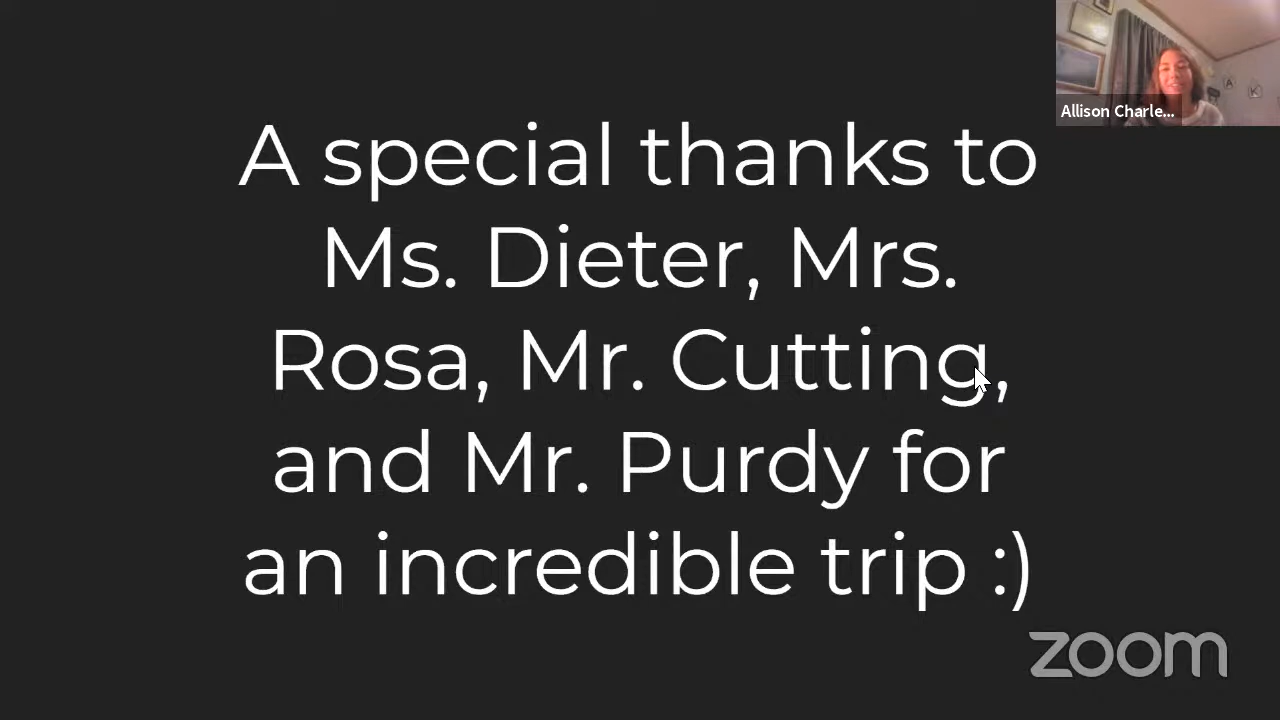 A special thanks to
Ms. Dieter, Mrs.
Rosa, Mr. Cutting,
and Mr. Purdy for
an incredible trip :)
Allison Charle...
A
K
zoom